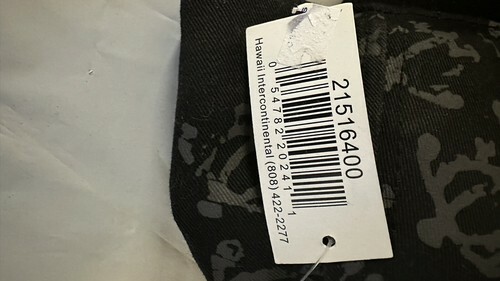 21516400
0 54782 20241 1
Hawaii Intercontinental (808) 422-2277